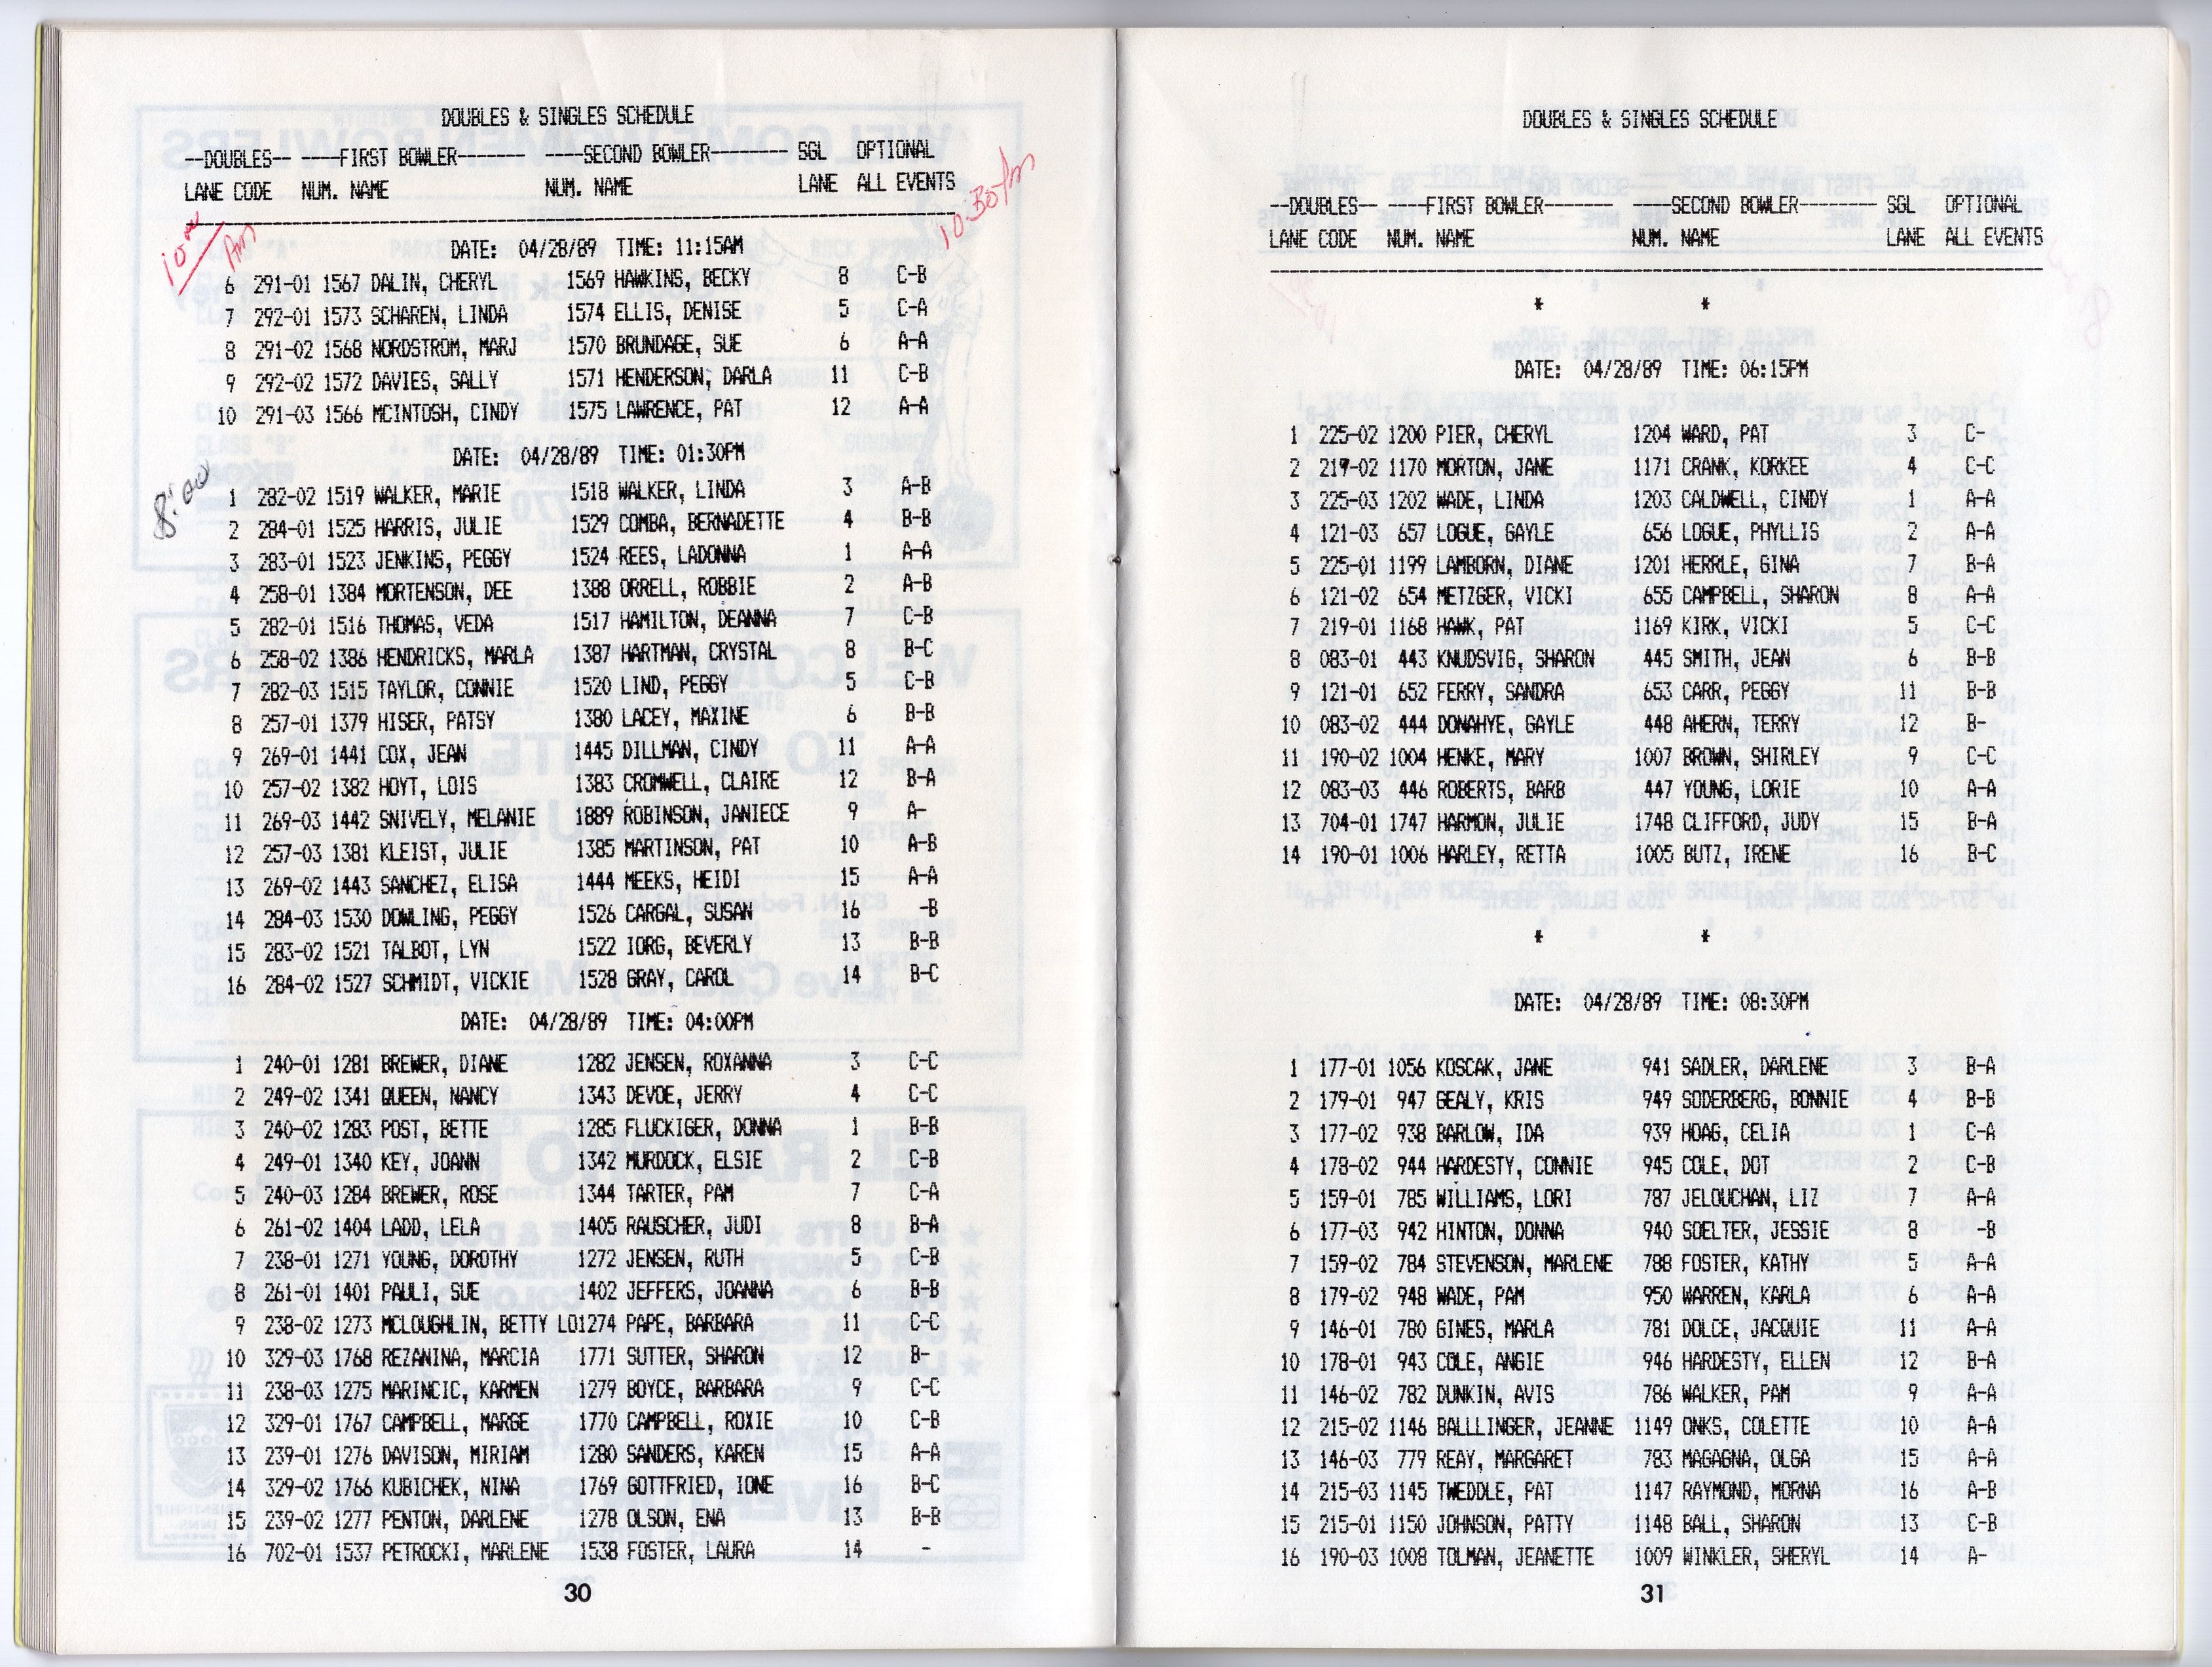 DOUBLES & SINGLES SCHEDULE
--DOUBLES-- ----FIRST BOWLER------- ----SECOND BOWLER-------- SGL OPTIONAL
LANE CODE NUM. NAME NUM. NAME LANE ALL EVENTS
10:30 Pm
10 Pm
DATE: 04/28/89 TIME: 11:15AM
6 291-01 1567 DALIN, CHERYL 1569 HAWKINS, BECKY 8 C-B
7 292-01 1573 SCHAREN, LINDA 1574 ELLIS, DENISE 5 C-A
8 291-02 1568 NORDSTROM, MARJ 1570 BRUNDAGE, SUE 6 A-A
9 292-02 1572 DAVIES, SALLY 1571 HENDERSON, DARLA 11 C-B
10 291-03 1566 MCINTOSH, CINDY 1575 LAWRENCE, PAT 12 A-A
DATE: 04/28/89 TIME: 01:30PM
8:00
1 282-02 1519 WALKER, MARIE 1518 WALKER, LINDA 3 A-B
2 284-01 1525 HARRIS, JULIE 1529 COMBA, BERNADETTE 4 B-B
3 283-01 1523 JENKINS, PEGGY 1524 REES, LADONNA 1 A-A
4 258-01 1384 MORTENSON, DEE 1388 ORRELL, ROBBIE 2 A-B
5 282-01 1516 THOMAS, VEDA 1517 HAMILTON, DEANNA 7 C-B
6 258-02 1386 HENDRICKS, MARLA 1387 HARTMAN, CRYSTAL 8 B-C
7 282-03 1515 TAYLOR, CONNIE 1520 LIND, PEGGY 5 C-B
8 257-01 1379 HISER, PATSY 1380 LACEY, MAXINE 6 B-B
9 269-01 1441 COX, JEAN 1445 DILLMAN, CINDY 11 A-A
10 257-02 1382 HOYT, LOIS 1383 CROMWELL, CLAIRE 12 B-A
11 269-03 1442 SNIVELY, MELANIE 1889 ROBINSON, JANIECE 9 A-
12 257-03 1381 KLEIST, JULIE 1385 MARTINSON, PAT 10 A-B
13 269-02 1443 SANCHEZ, ELISA 1444 MEEKS, HEIDI 15 A-A
14 284-03 1530 DOWLING, PEGGY 1526 CARGAL, SUSAN 16 -B
15 283-02 1521 TALBOT, LYN 1522 IORG, BEVERLY 13 B-B
16 284-02 1527 SCHMIDT, VICKIE 1528 GRAY, CAROL 14 B-C
DATE: 04/28/89 TIME: 04:00PM
1 240-01 1281 BREWER, DIANE 1282 JENSEN, ROXANNA 3 C-C
2 249-02 1341 QUEEN, NANCY 1343 DEVOE, JERRY 4 C-C
3 240-02 1283 POST, BETTE 1285 FLUCKIGER, DONNA 1 B-B
4 249-01 1340 KEY, JOANN 1342 MURDOCK, ELSIE 2 C-B
5 240-03 1284 BREWER, ROSE 1344 TARTER, PAM 7 C-A
6 261-02 1404 LADD, LELA 1405 RAUSCHER, JUDI 8 B-A
7 238-01 1271 YOUNG, DOROTHY 1272 JENSEN, RUTH 5 C-B
8 261-01 1401 PAULI, SUE 1402 JEFFERS, JOANNA 6 B-B
9 238-02 1273 MCLOUGHLIN, BETTY LO1274 PAPE, BARBARA 11 C-C
10 329-03 1768 REZANINA, MARCIA 1771 SUTTER, SHARON 12 B-
11 238-03 1275 MARINCIC, KARMEN 1279 BOYCE, BARBARA 9 C-C
12 329-01 1767 CAMPBELL, MARGE 1770 CAMPBELL, ROXIE 10 C-B
13 239-01 1276 DAVISON, MIRIAM 1280 SANDERS, KAREN 15 A-A
14 329-02 1766 KUBICHEK, NINA 1769 GOTTFRIED, IONE 16 B-C
15 239-02 1277 PENTON, DARLENE 1278 OLSON, ENA 13 B-B
16 702-01 1537 PETROCKI, MARLENE 1538 FOSTER, LAURA 14 -
30
DOUBLES & SINGLES SCHEDULE
--DOUBLES-- ----FIRST BOWLER------- ----SECOND BOWLER-------- SGL OPTIONAL
LANE CODE NUM. NAME NUM. NAME LANE ALL EVENTS
* *
DATE: 04/28/89 TIME: 06:15PM
1 225-02 1200 PIER, CHERYL 1204 WARD, PAT 3 C-
2 219-02 1170 MORTON, JANE 1171 CRANK, KORKEE 4 C-C
3 225-03 1202 WADE, LINDA 1203 CALDWELL, CINDY 1 A-A
4 121-03 657 LOGUE, GAYLE 656 LOGUE, PHYLLIS 2 A-A
5 225-01 1199 LAMBORN, DIANE 1201 HERRLE, GINA 7 B-A
6 121-02 654 METZGER, VICKI 655 CAMPBELL, SHARON 8 A-A
7 219-01 1168 HAWK, PAT 1169 KIRK, VICKI 5 C-C
8 083-01 443 KNUDSVIG, SHARON 445 SMITH, JEAN 6 B-B
9 121-01 652 FERRY, SANDRA 653 CARR, PEGGY 11 B-B
10 083-02 444 DONAHYE, GAYLE 448 AHERN, TERRY 12 B-
11 190-02 1004 HENKE, MARY 1007 BROWN, SHIRLEY 9 C-C
12 083-03 446 ROBERTS, BARB 447 YOUNG, LORIE 10 A-A
13 704-01 1747 HARMON, JULIE 1748 CLIFFORD, JUDY 15 B-A
14 190-01 1006 HARLEY, RETTA 1005 BUTZ, IRENE 16 B-C
* *
DATE: 04/28/89 TIME: 08:30PM
1 177-01 1056 KOSCAK, JANE 941 SADLER, DARLENE 3 B-A
2 179-01 947 GEALY, KRIS 949 SODERBERG, BONNIE 4 B-B
3 177-02 938 BARLOW, IDA 939 HOAG, CELIA 1 C-A
4 178-02 944 HARDESTY, CONNIE 945 COLE, DOT 2 C-B
5 159-01 785 WILLIAMS, LORI 787 JELOUCHAN, LIZ 7 A-A
6 177-03 942 HINTON, DONNA 940 SOELTER, JESSIE 8 -B
7 159-02 784 STEVENSON, MARLENE 788 FOSTER, KATHY 5 A-A
8 179-02 948 WADE, PAM 950 WARREN, KARLA 6 A-A
9 146-01 780 GINES, MARLA 781 DOLCE, JACQUIE 11 A-A
10 178-01 943 COLE, ANGIE 946 HARDESTY, ELLEN 12 B-A
11 146-02 782 DUNKIN, AVIS 786 WALKER, PAM 9 A-A
12 215-02 1146 BALLLINGER, JEANNE 1149 ONKS, COLETTE 10 A-A
13 146-03 779 REAY, MARGARET 783 MAGAGNA, OLGA 15 A-A
14 215-03 1145 TWEDDLE, PAT 1147 RAYMOND, MORNA 16 A-B
15 215-01 1150 JOHNSON, PATTY 1148 BALL, SHARON 13 C-B
16 190-03 1008 TOLMAN, JEANETTE 1009 WINKLER, SHERYL 14 A-
31